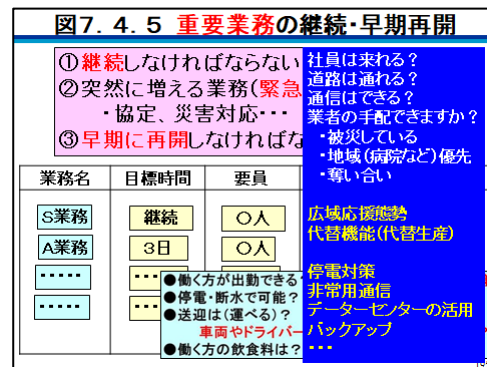 図7．4．5 重要業務の継続・早期再開
①継続しなければならない
②突然に増える業務(緊急
・協定、災害対応・・・
③早期に再開しなければな
社員は来れる？
道路は通れる？
通信はできる？
業者の手配できますか？
・被災している
・地域(病院など)優先
・奪い合い
広域応援態勢
代替機能(代替生産)
停電対策
非常用通信
データーセンターの活用
バックアップ
・・・
業務名 目標時間 要員
S業務 継続 〇人
A業務 3日 〇人
・・・・・ ・・・
・・・・・ ・・・
●働く方が出勤できる
●停電・断水で可能？
●送迎は(運べる)？
車両やドライバー
●働く方の飲食料は？